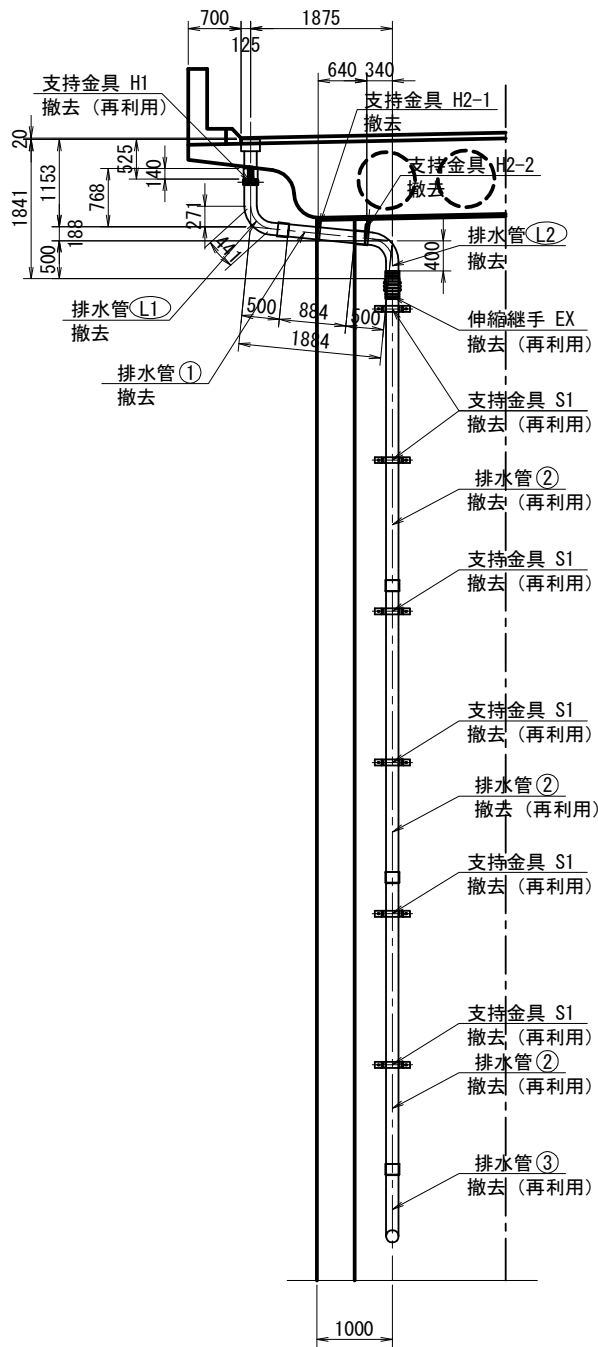 700
1875
125
640
340
支持金具 H1
撤去（再利用）
支持金具 H2-1
撤去
20
525
140
1153
768
1841
支持金具 H2-2
撤去
271
188
441
500
400
排水管 L2
撤去
排水管 L1
撤去
500
884
500
1884
伸縮継手 EX
撤去（再利用）
排水管①
撤去
支持金具 S1
撤去（再利用）
排水管②
撤去（再利用）
支持金具 S1
撤去（再利用）
支持金具 S1
撤去（再利用）
排水管②
撤去（再利用）
支持金具 S1
撤去（再利用）
支持金具 S1
撤去（再利用）
排水管②
撤去（再利用）
排水管③
撤去（再利用）
1000